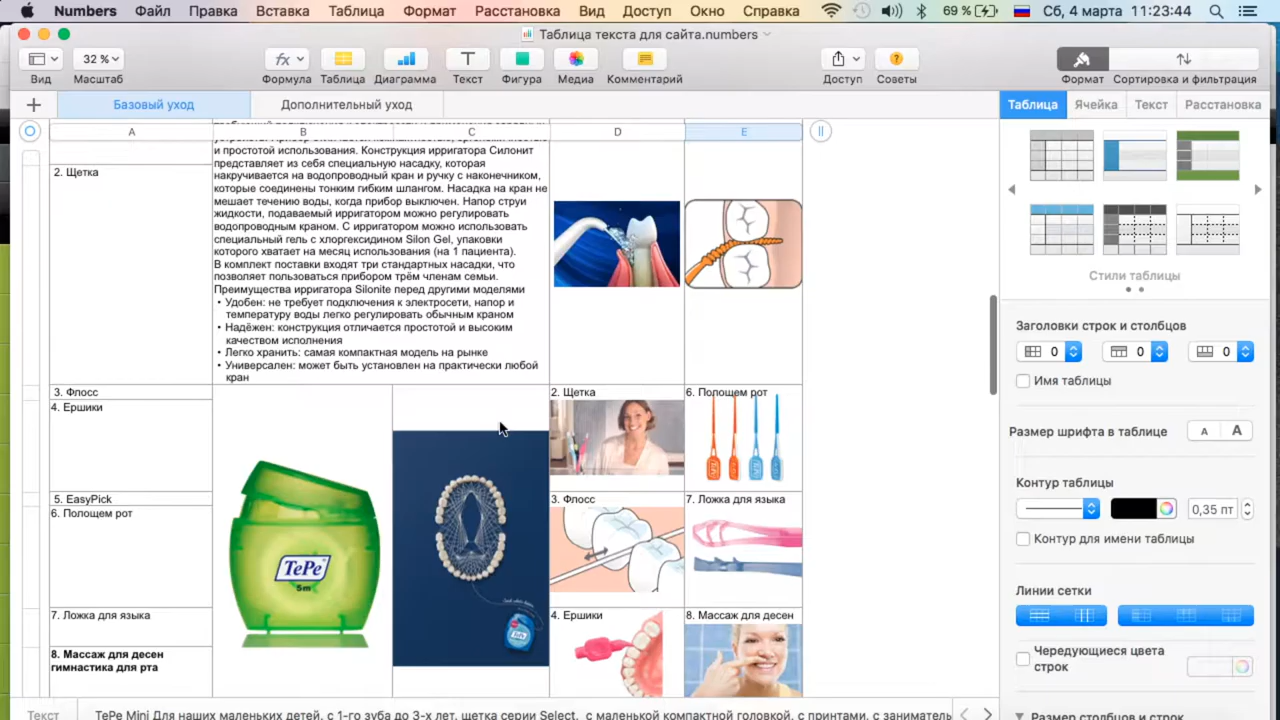 Numbers Файл Правка Вставка Таблица Формат Расстановка Вид Доступ Окно Справка 69 % Сб, 4 марта 11:23:44
Таблица текста для сайта.numbers
32 %
Вид Масштаб Формула Таблица Диаграмма Текст Фигура Медиа Комментарий Доступ Советы Формат Сортировка и фильтрация
Базовый уход Дополнительный уход
Таблица Ячейка Текст Расстановка
A B C D E
и простотой использования. Конструкция ирригатора Силонит
представляет из себя специальную насадку, которая
накручивается на водопроводный кран и ручку с наконечником,
которые соединены тонким гибким шлангом. Насадка на кран не
мешает течению воды, когда прибор выключен. Напор струи
жидкости, подаваемый ирригатором можно регулировать
водопроводным краном. С ирригатором можно использовать
специальный гель с хлоргексидином Silon Gel, упаковки
которого хватает на месяц использования (на 1 пациента).
В комплект поставки входят три стандартных насадки, что
позволяет пользоваться прибором трём членам семьи.
Преимущества ирригатора Silonite перед другими моделями
• Удобен: не требует подключения к электросети, напор и
температуру воды легко регулировать обычным краном
• Надёжен: конструкция отличается простотой и высоким
качеством исполнения
• Легко хранить: самая компактная модель на рынке
• Универсален: может быть установлен на практически любой
кран
2. Щетка
3. Флосс
4. Ершики
5. EasyPick
6. Полощем рот
7. Ложка для языка
8. Массаж для десен
гимнастика для рта
TePe
5m
2. Щетка
3. Флосс
4. Ершики
6. Полощем рот
7. Ложка для языка
8. Массаж для десен
Стили таблицы
Заголовки строк и столбцов
0 0 0
Имя таблицы
Размер шрифта в таблице A A
Контур таблицы
0,35 пт
Контур для имени таблицы
Линии сетки
Чередующиеся цвета
строк
Размер столбцов и строк
Текст TePe Mini Для наших маленьких детей, с 1-го зуба до 3-х лет, щетка серии Select, с маленькой компактной головкой, с принтами, с заниматель